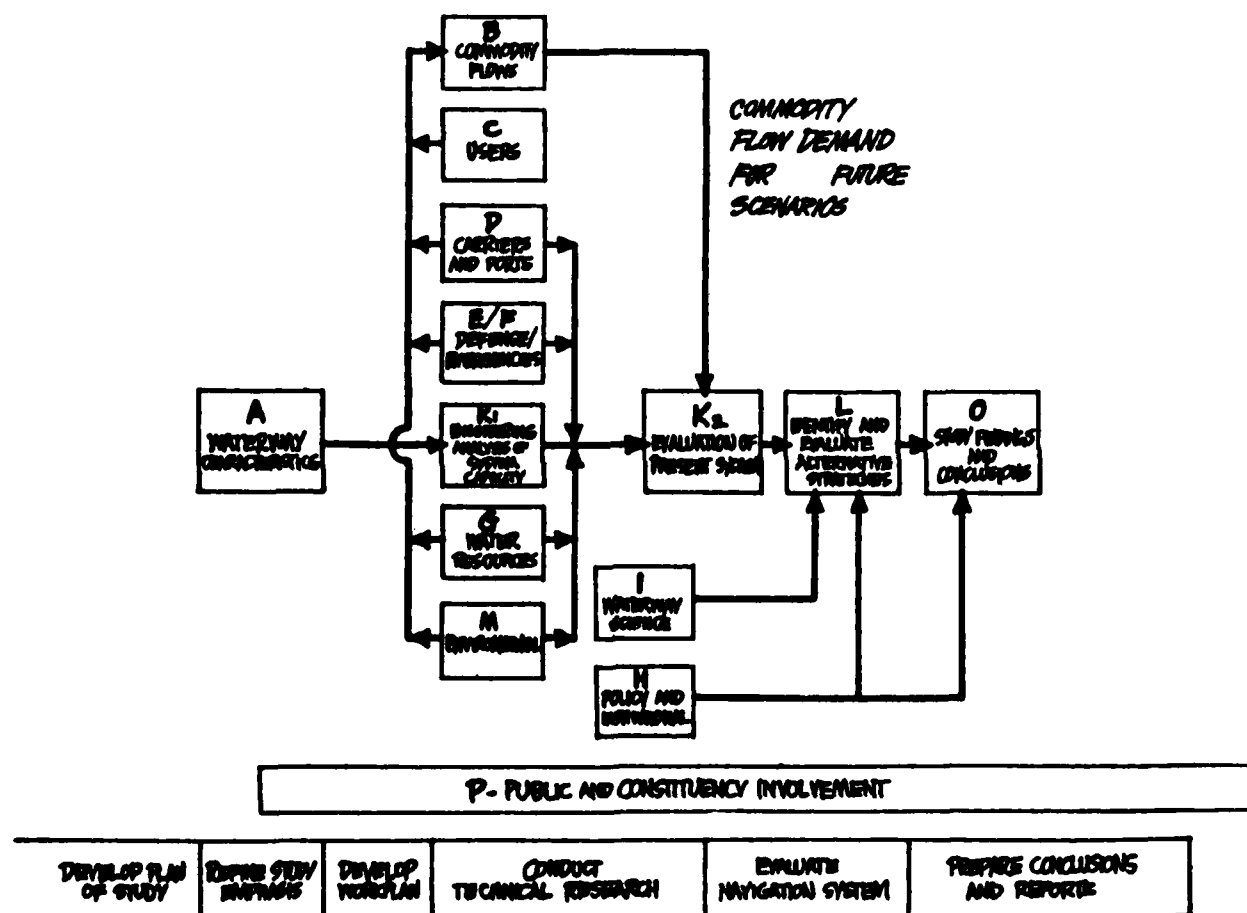 B
COMMODITY
FLOWS
C
USERS
D
CARRIERS
AND PORTS
E/F
DEFENCE/
EMERGENCIES
A
WATERWAY
CHARACTERISTICS
K1
ENGINEERING
ANALYSIS OF
SYSTEM
CAPACITY
G
WATER
RESOURCES
M
ENVIRONMENTAL
COMMODITY
FLOW DEMAND
FOR FUTURE
SCENARIOS
K2
EVALUATION OF
PRESENT SYSTEM
L
IDENTIFY AND
EVALUATE
ALTERNATIVE
STRATEGIES
O
STUDY FINDINGS
AND
CONCLUSIONS
I
WATERWAY
SCIENCE
H
POLICY AND
INSTITUTIONAL
P - PUBLIC AND CONSTITUENCY INVOLVEMENT
DEVELOP PLAN
OF STUDY
REFINE STUDY
EMPHASIS
DEVELOP
WORKPLAN
CONDUCT
TECHNICAL RESEARCH
EVALUATE
NAVIGATION SYSTEM
PREPARE CONCLUSIONS
AND REPORTS